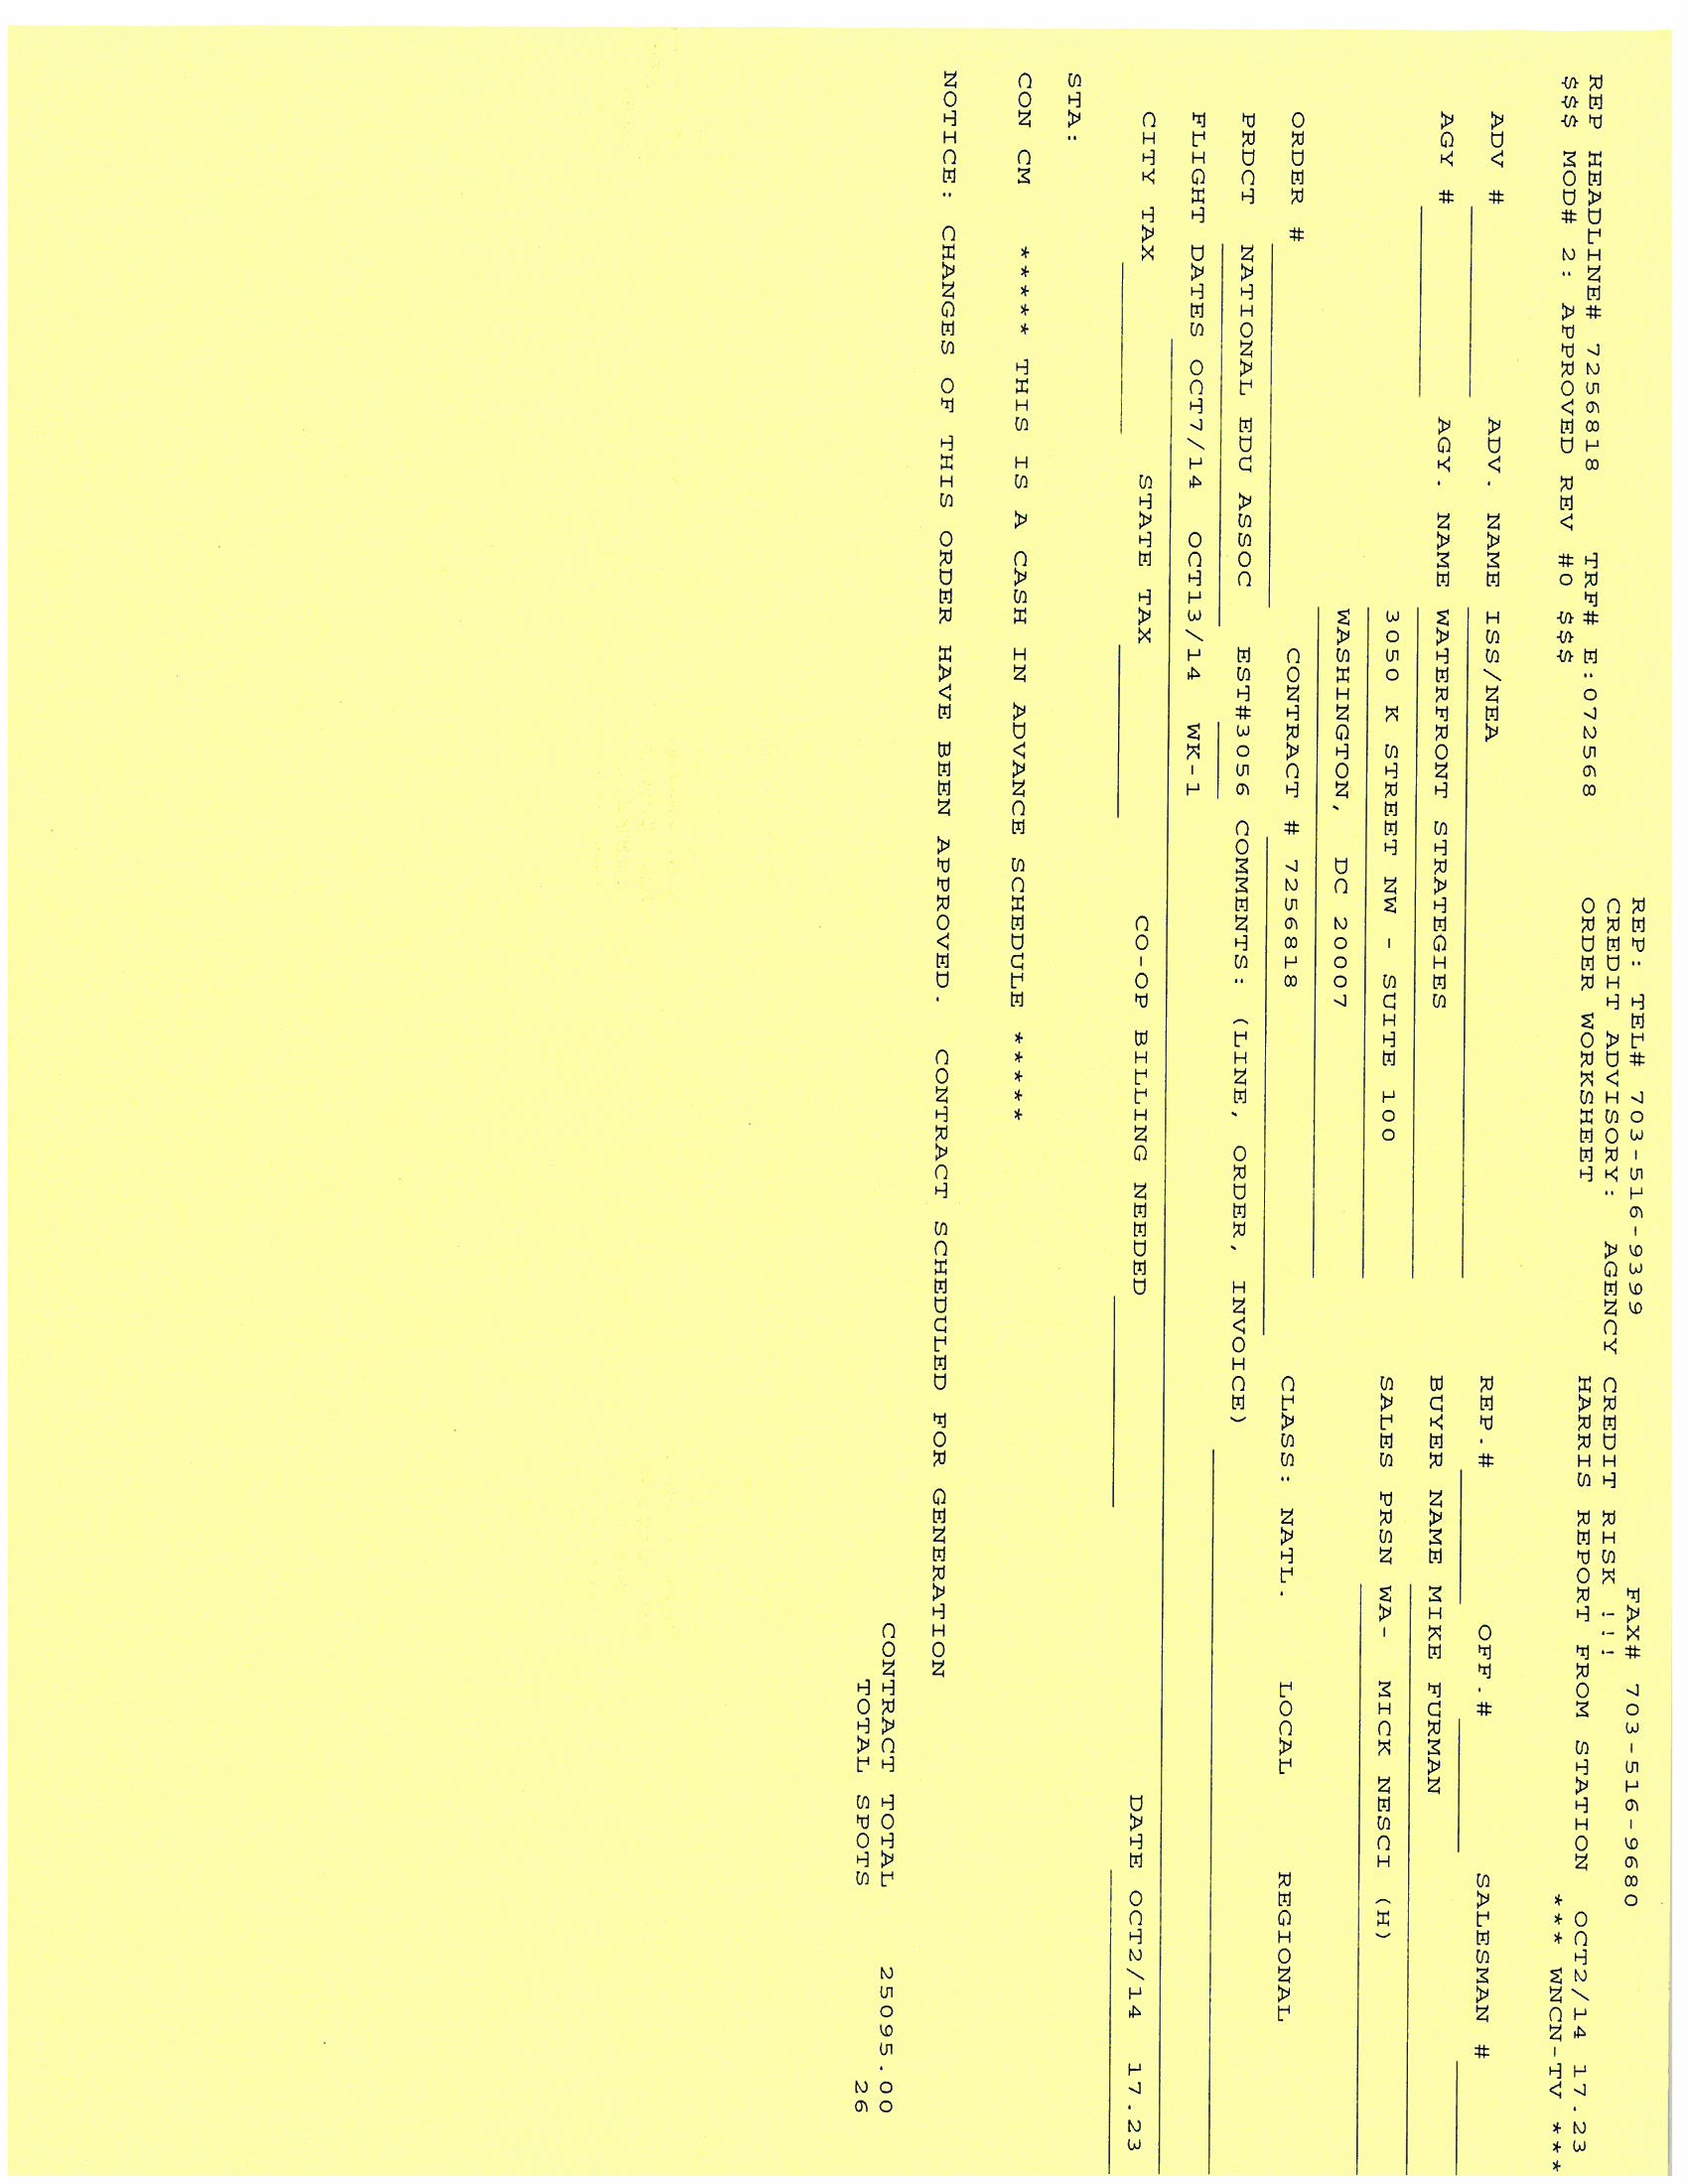 REP: TEL# 703-516-9399 FAX# 703-516-9680
CREDIT ADVISORY: AGENCY CREDIT RISK !!!
REP HEADLINE# 7256818 TRF# E:072568 ORDER WORKSHEET HARRIS REPORT FROM STATION OCT2/14 17.23
$$$ MOD# 2: APPROVED REV #0 $$$ *** WNCN-TV ***
ADV # ADV. NAME ISS/NEA REP.# OFF.# SALESMAN #
AGY # AGY. NAME WATERFRONT STRATEGIES BUYER NAME MIKE FURMAN
3050 K STREET NW - SUITE 100 SALES PRSN WA- MICK NESCI (H)
WASHINGTON, DC 20007
ORDER # CONTRACT # 7256818 CLASS: NATL. LOCAL REGIONAL
PRDCT NATIONAL EDU ASSOC EST#3056 COMMENTS: (LINE, ORDER, INVOICE)
FLIGHT DATES OCT7/14 OCT13/14 WK-1
CITY TAX STATE TAX CO-OP BILLING NEEDED DATE OCT2/14 17.23
STA:
CON CM ***** THIS IS A CASH IN ADVANCE SCHEDULE *****
NOTICE: CHANGES OF THIS ORDER HAVE BEEN APPROVED. CONTRACT SCHEDULED FOR GENERATION
CONTRACT TOTAL 25095.00
TOTAL SPOTS 26